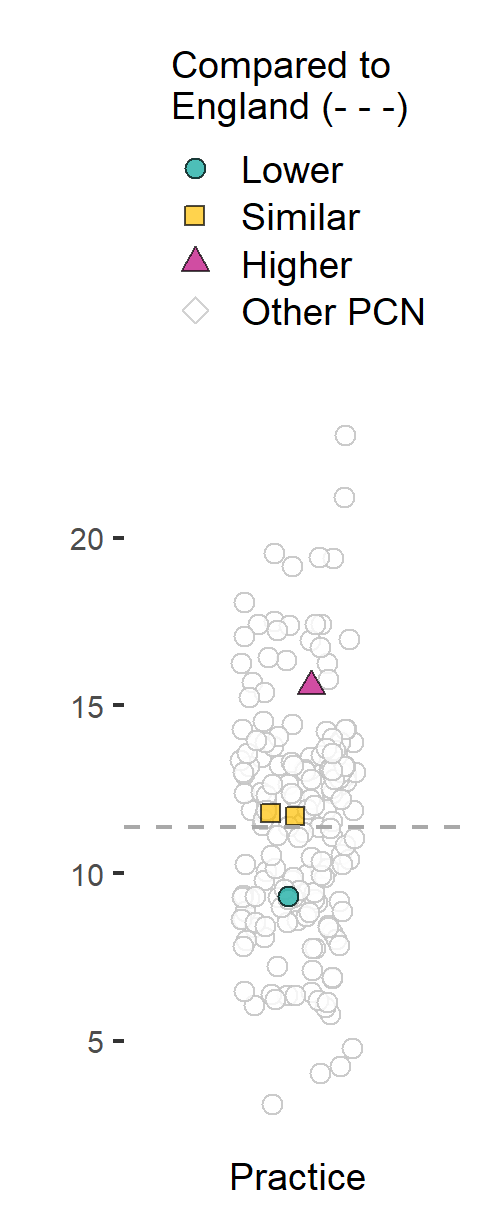 Compared to
England (- - -)
Lower
Similar
Higher
Other PCN
20
15
10
5
Practice